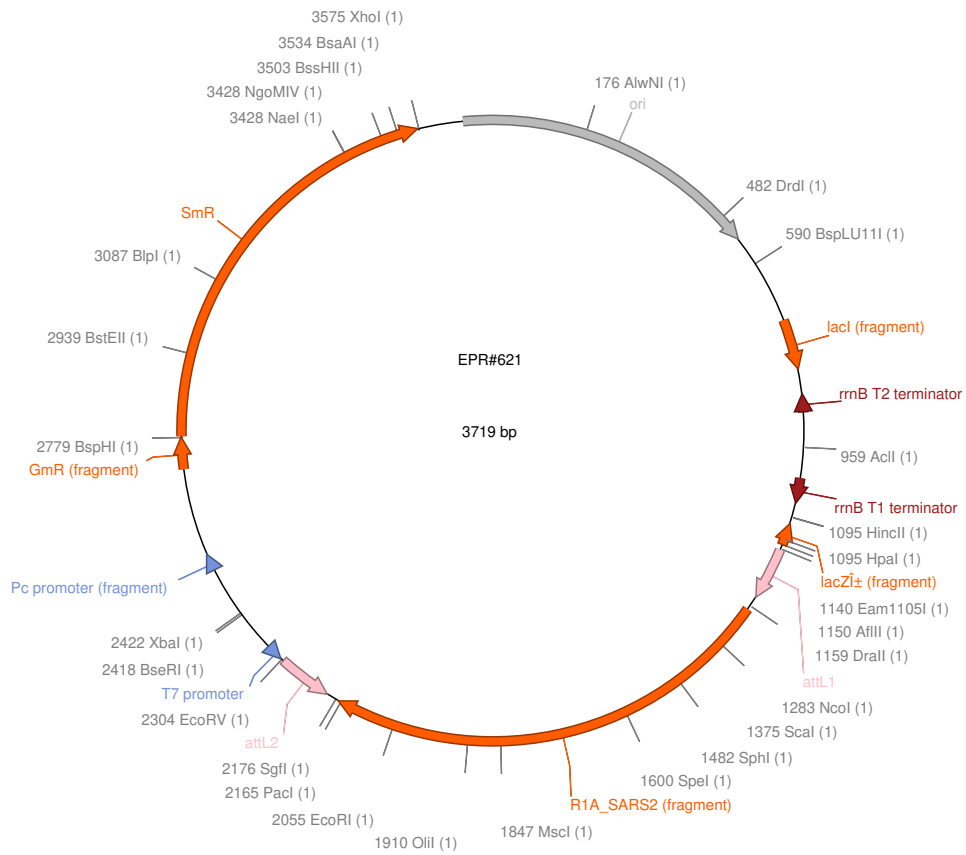 3575 XhoI (1)
3534 BsaAI (1)
3503 BssHII (1)
3428 NgoMIV (1)
3428 NaeI (1)
176 AlwNI (1)
ori
482 DrdI (1)
590 BspLU11I (1)
SmR
3087 BlpI (1)
2939 BstEII (1)
lacI (fragment)
EPR#621
rrnB T2 terminator
3719 bp
2779 BspHI (1)
GmR (fragment)
959 AclI (1)
rrnB T1 terminator
1095 HincII (1)
1095 HpaI (1)
lacZÎ± (fragment)
Pc promoter (fragment)
1140 Eam1105I (1)
1150 AflIII (1)
1159 DraII (1)
2422 XbaI (1)
2418 BseRI (1)
T7 promoter
attL1
2304 EcoRV (1)
1283 NcoI (1)
attL2
1375 ScaI (1)
2176 SgfI (1)
1482 SphI (1)
2165 PacI (1)
1600 SpeI (1)
R1A_SARS2 (fragment)
2055 EcoRI (1)
1910 OliI (1)
1847 MscI (1)